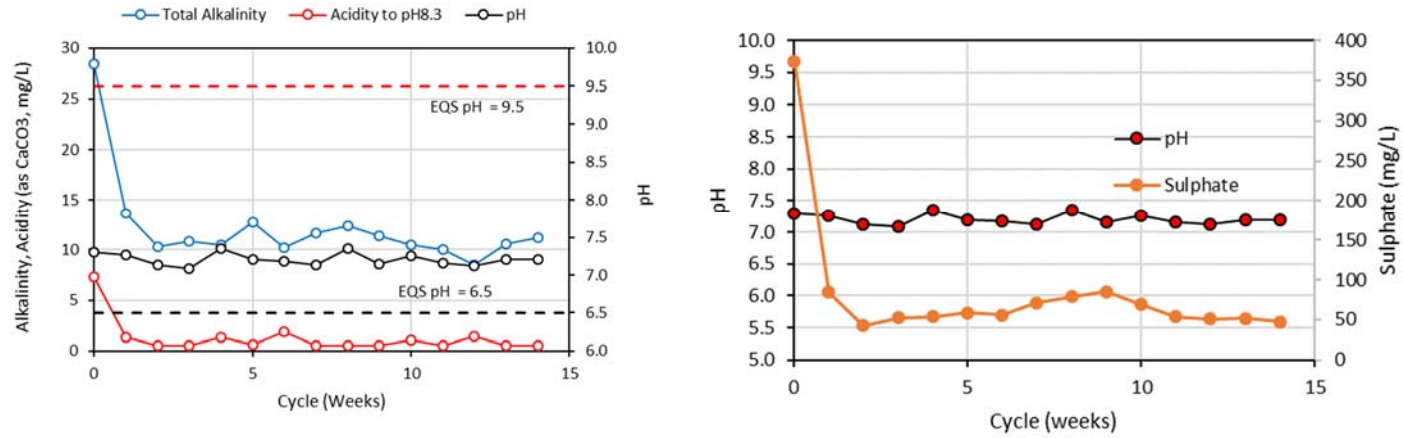 Total Alkalinity Acidity to pH8.3 pH
30
25
20
15
10
5
0
Alkalinity, Acidity (as CaCO3, mg/L)
10.0
9.5
9.0
8.5
8.0
7.5
7.0
6.5
6.0
pH
EQS pH = 9.5
EQS pH = 6.5
0 5 10 15
Cycle (Weeks)
10.0
9.5
9.0
8.5
8.0
7.5
7.0
6.5
6.0
5.5
5.0
pH
400
350
300
250
200
150
100
50
0
Sulphate (mg/L)
pH
Sulphate
0 5 10 15
Cycle (weeks)